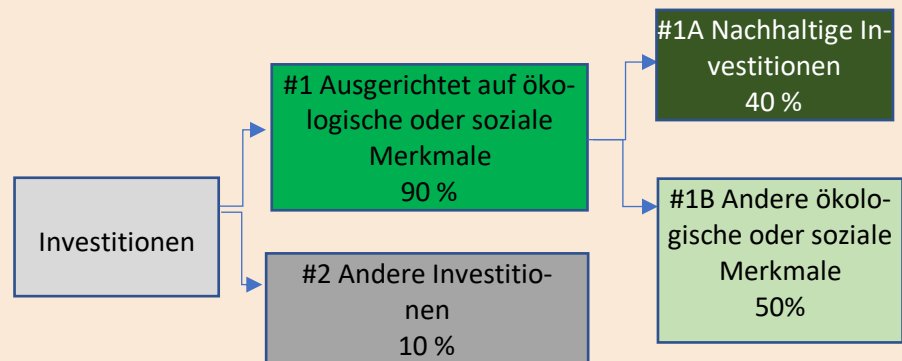 Investitionen
#1 Ausgerichtet auf öko-
logische oder soziale
Merkmale
90 %
#2 Andere Investitio-
nen
10 %
#1A Nachhaltige In-
vestitionen
40 %
#1B Andere ökolo-
gische oder soziale
Merkmale
50%